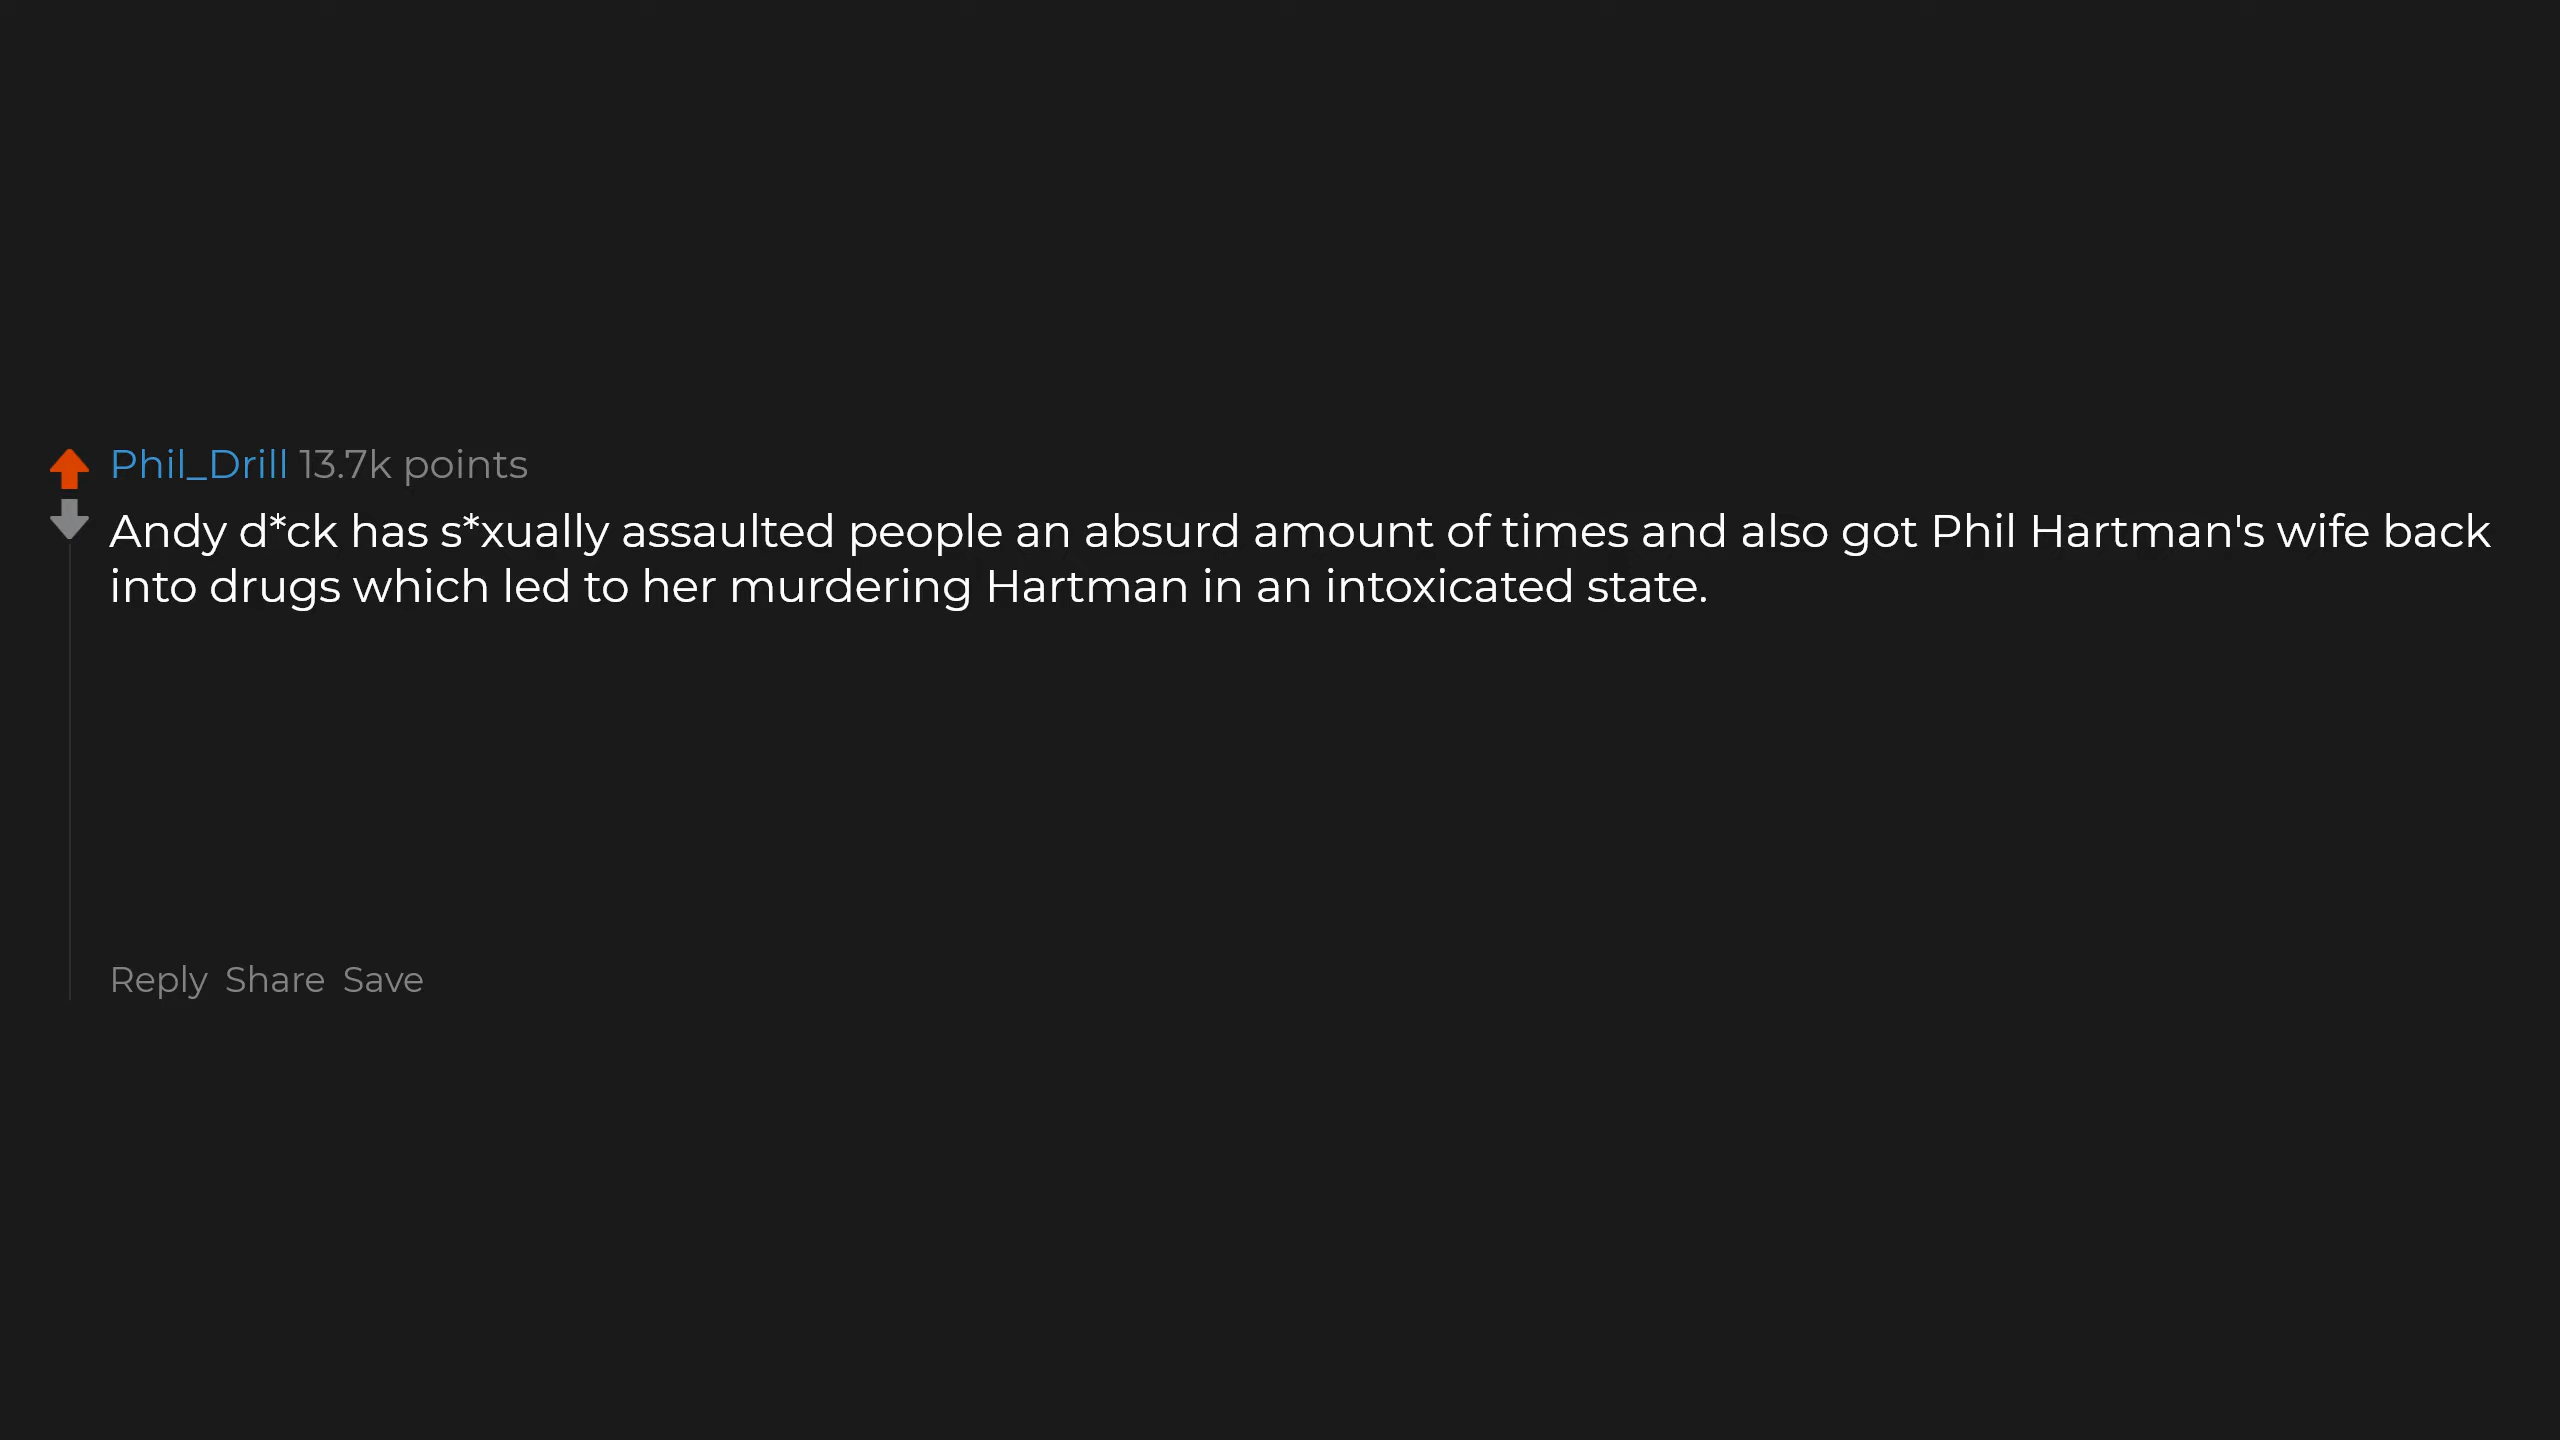 Phil_Drill 13.7k points
Andy d*ck has s*xually assaulted people an absurd amount of times and also got Phil Hartman's wife back
into drugs which led to her murdering Hartman in an intoxicated state.
Reply Share Save